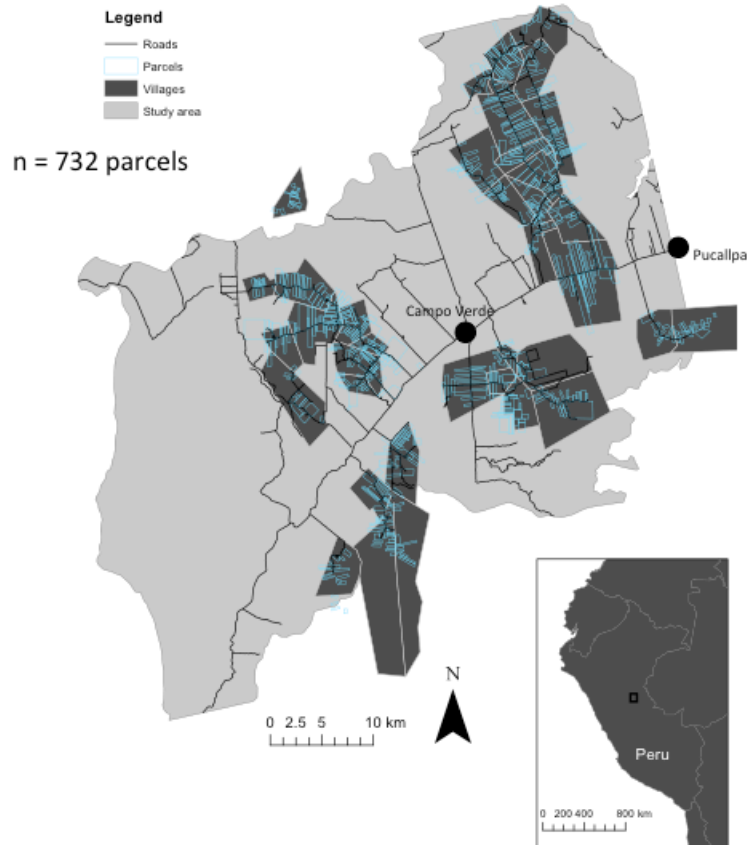 Legend
Roads
Parcels
Villages
Study area
n = 732 parcels
Pucallpa
Campo Verde
N
0 2.5 5 10 km
Peru
0 200 400 800 km